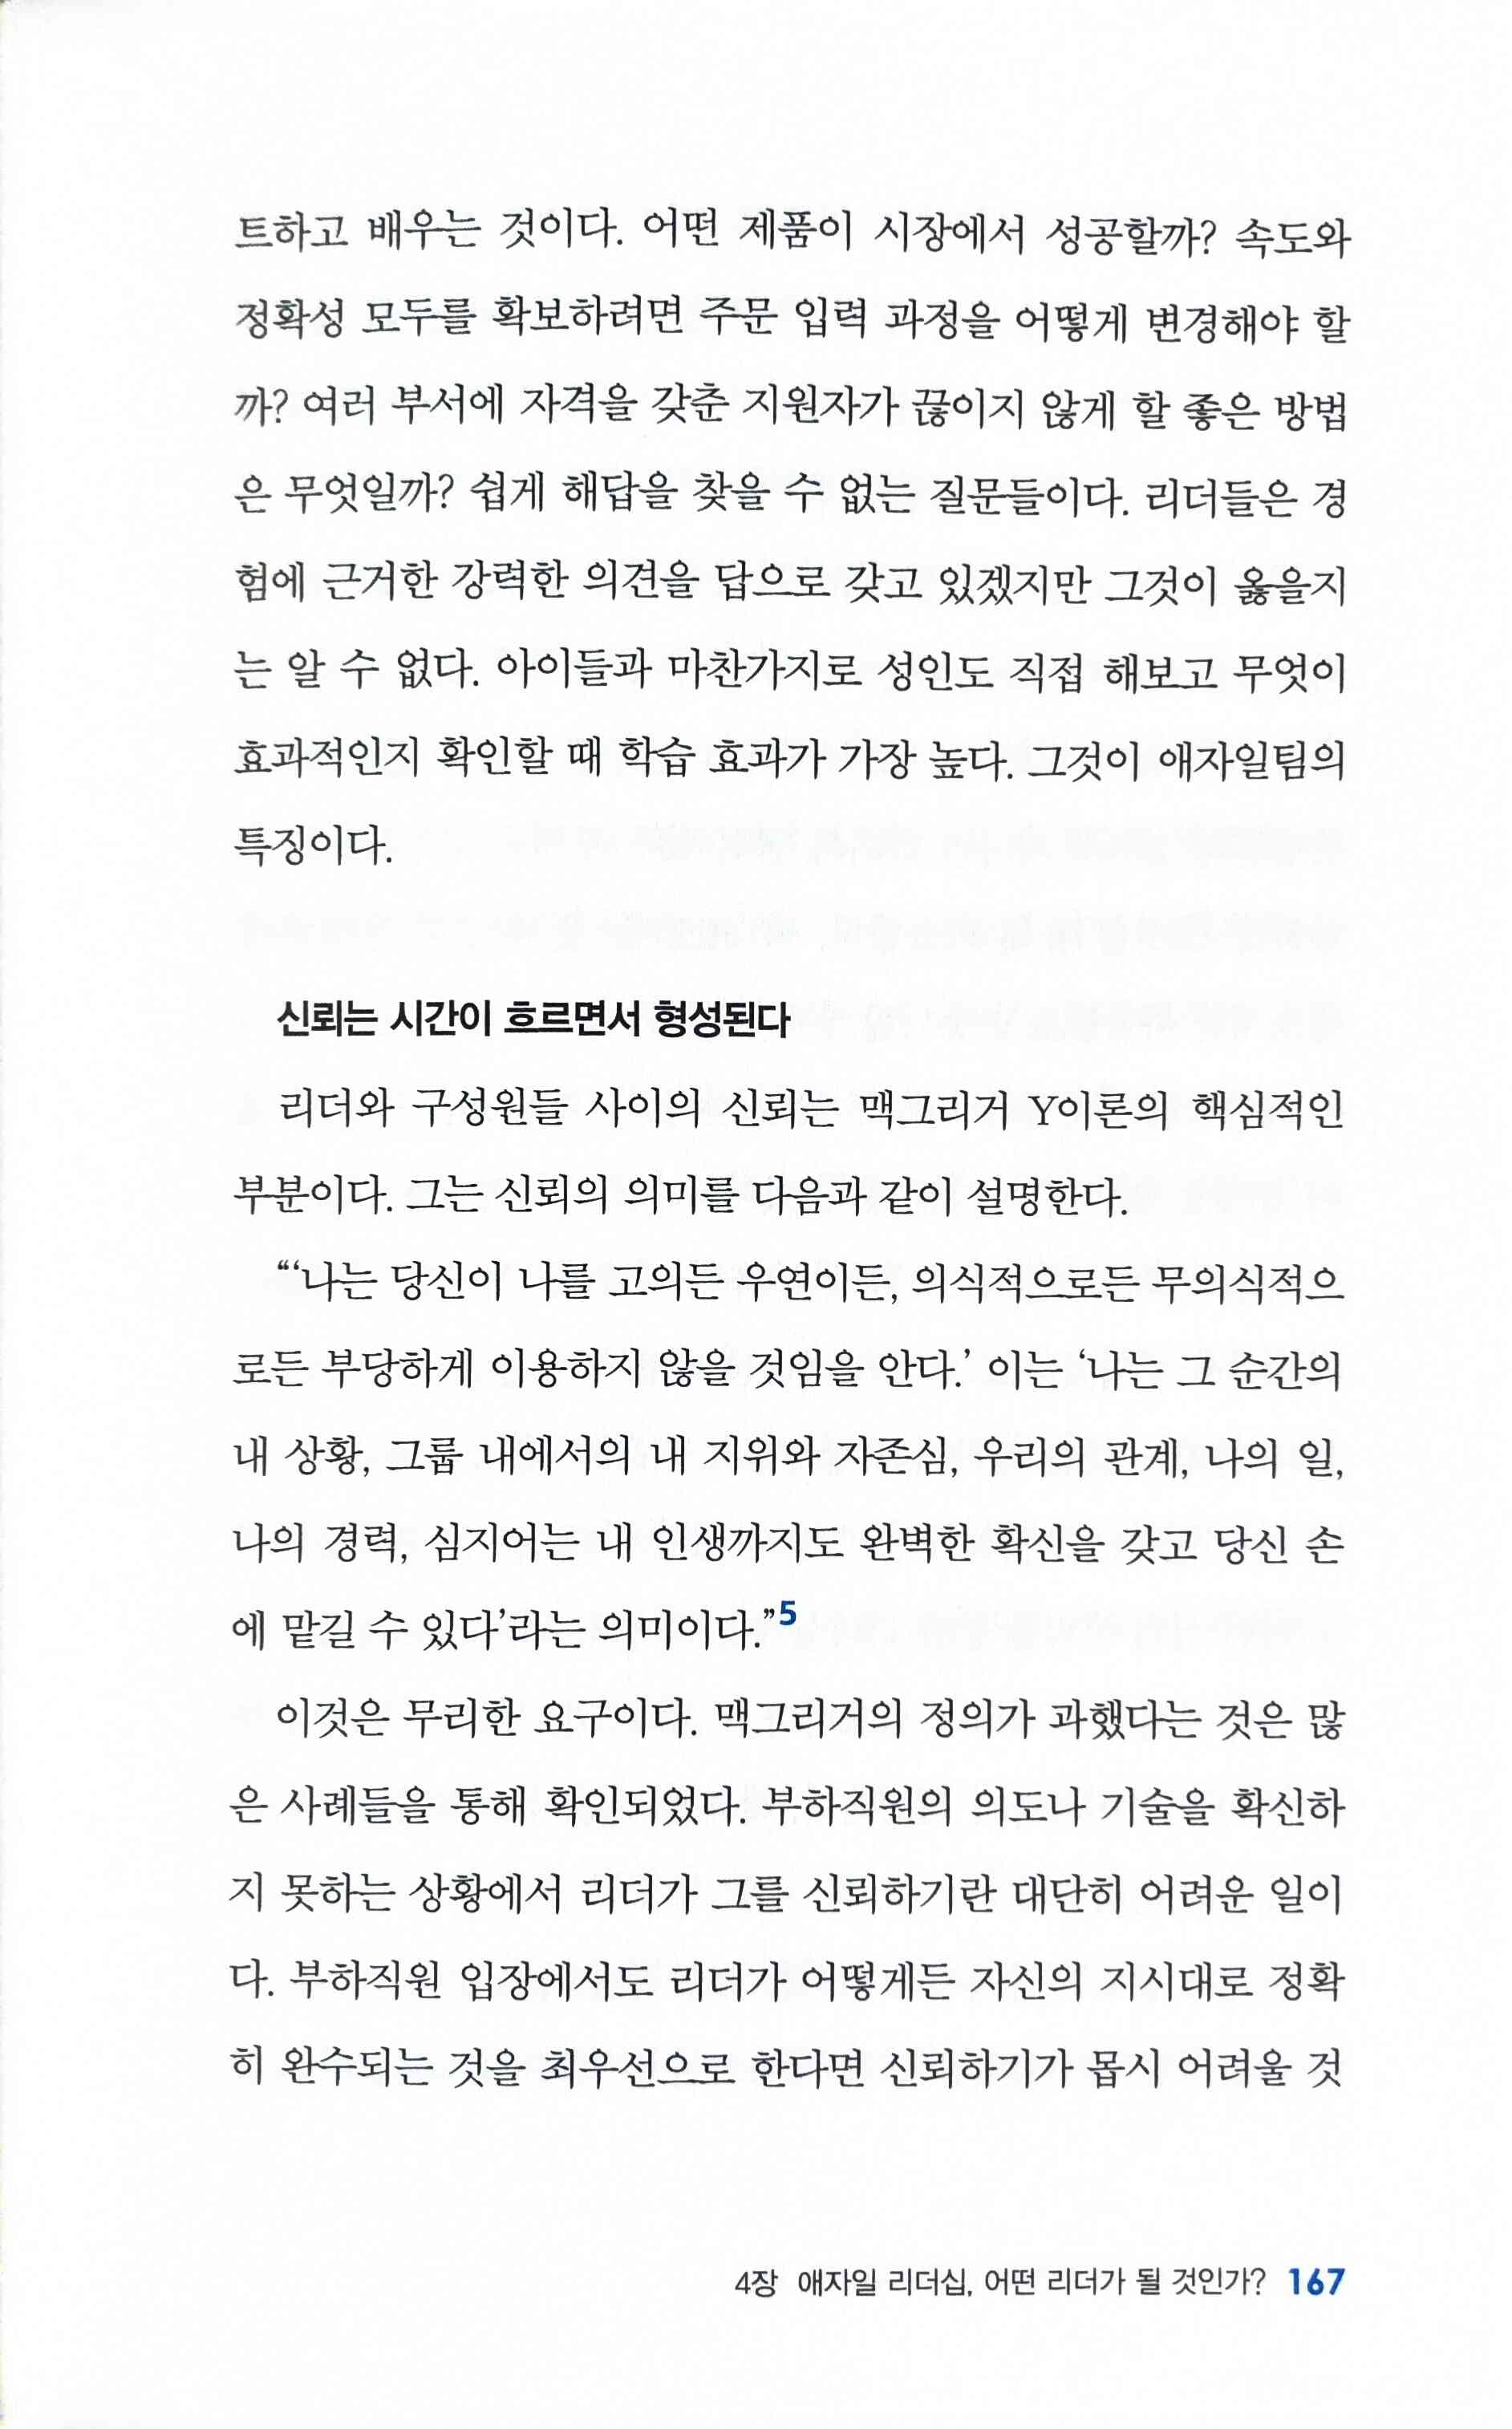 트하고 배우는 것이다. 어떤 제품이 시장에서 성공할까? 속도와
정확성 모두를 확보하려면 주문 입력 과정을 어떻게 변경해야 할
까? 여러 부서에 자격을 갖춘 지원자가 끊이지 않게 할 좋은 방법
은 무엇일까? 쉽게 해답을 찾을 수 없는 질문들이다. 리더들은 경
험에 근거한 강력한 의견을 답으로 갖고 있겠지만 그것이 옳을지
는 알 수 없다. 아이들과 마찬가지로 성인도 직접 해보고 무엇이
효과적인지 확인할 때 학습 효과가 가장 높다. 그것이 애자일팀의
특징이다.
신뢰는 시간이 흐르면서 형성된다
리더와 구성원들 사이의 신뢰는 맥그리거 Y이론의 핵심적인
부분이다. 그는 신뢰의 의미를 다음과 같이 설명한다.
“‘나는 당신이 나를 고의든 우연이든, 의식적으로든 무의식적으
로든 부당하게 이용하지 않을 것임을 안다.’ 이는 ‘나는 그 순간의
내 상황, 그룹 내에서의 내 지위와 자존심, 우리의 관계, 나의 일,
나의 경력, 심지어는 내 인생까지도 완벽한 확신을 갖고 당신 손
에 맡길 수 있다’라는 의미이다.”5
이것은 무리한 요구이다. 맥그리거의 정의가 과했다는 것은 많
은 사례들을 통해 확인되었다. 부하직원의 의도나 기술을 확신하
지 못하는 상황에서 리더가 그를 신뢰하기란 대단히 어려운 일이
다. 부하직원 입장에서도 리더가 어떻게든 자신의 지시대로 정확
히 완수되는 것을 최우선으로 한다면 신뢰하기가 몹시 어려울 것
4장 애자일 리더십, 어떤 리더가 될 것인가? 167